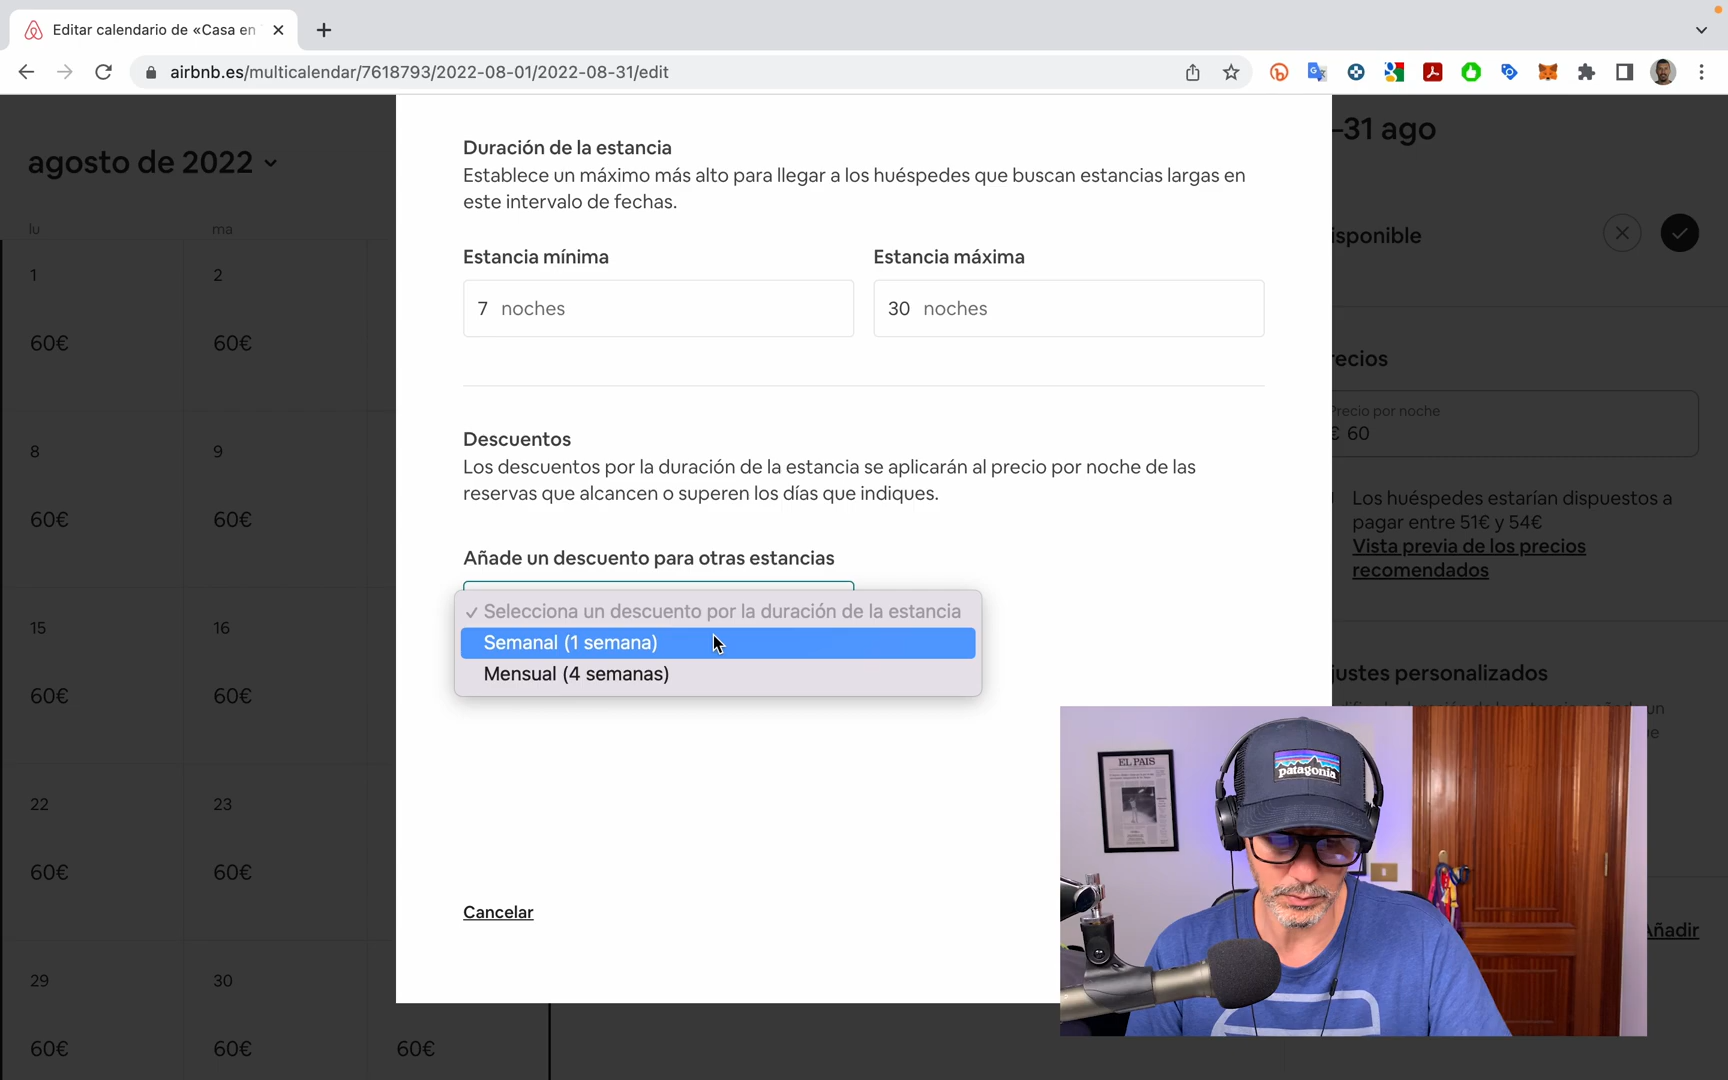 Editar calendario de «Casa en
airbnb.es/multicalendar/7618793/2022-08-01/2022-08-31/edit
agosto de 2022
lu
ma
1
2
60€
60€
8
9
60€
60€
15
16
60€
60€
22
23
60€
60€
29
30
60€
60€
60€
Duración de la estancia
Establece un máximo más alto para llegar a los huéspedes que buscan estancias largas en
este intervalo de fechas.
Estancia mínima
Estancia máxima
7 noches
30 noches
Descuentos
Los descuentos por la duración de la estancia se aplicarán al precio por noche de las
reservas que alcancen o superen los días que indiques.
Añade un descuento para otras estancias
✓ Selecciona un descuento por la duración de la estancia
Semanal (1 semana)
Mensual (4 semanas)
Cancelar
–31 ago
isponible
recios
Precio por noche
€ 60
Los huéspedes estarían dispuestos a
pagar entre 51€ y 54€
Vista previa de los precios
recomendados
justes personalizados
un
ue
Añadir
EL PAIS
patagonia